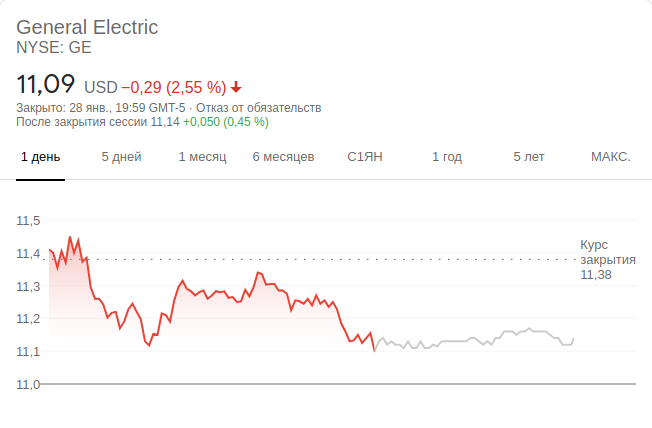 General Electric
NYSE: GE
11,09 USD −0,29 (2,55 %)
Закрыто: 28 янв., 19:59 GMT-5 · Отказ от обязательств
После закрытия сессии 11,14 +0,050 (0,45 %)
1 день 5 дней 1 месяц 6 месяцев С1ЯН 1 год 5 лет МАКС.
11,5
11,4
11,3
11,2
11,1
11,0
Курс
закрытия
11,38